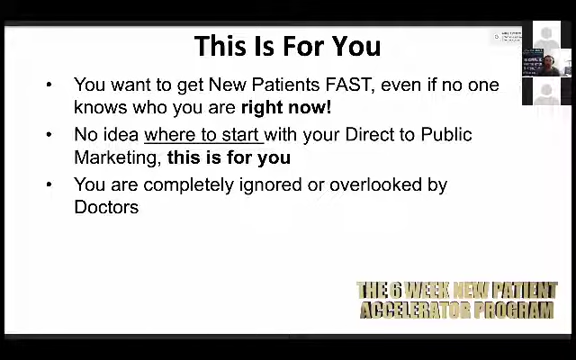 This Is For You
• You want to get New Patients FAST, even if no one
knows who you are right now!
• No idea where to start with your Direct to Public
Marketing, this is for you
• You are completely ignored or overlooked by
Doctors
THE 6 WEEK NEW PATIENT
ACCELERATOR PROGRAM